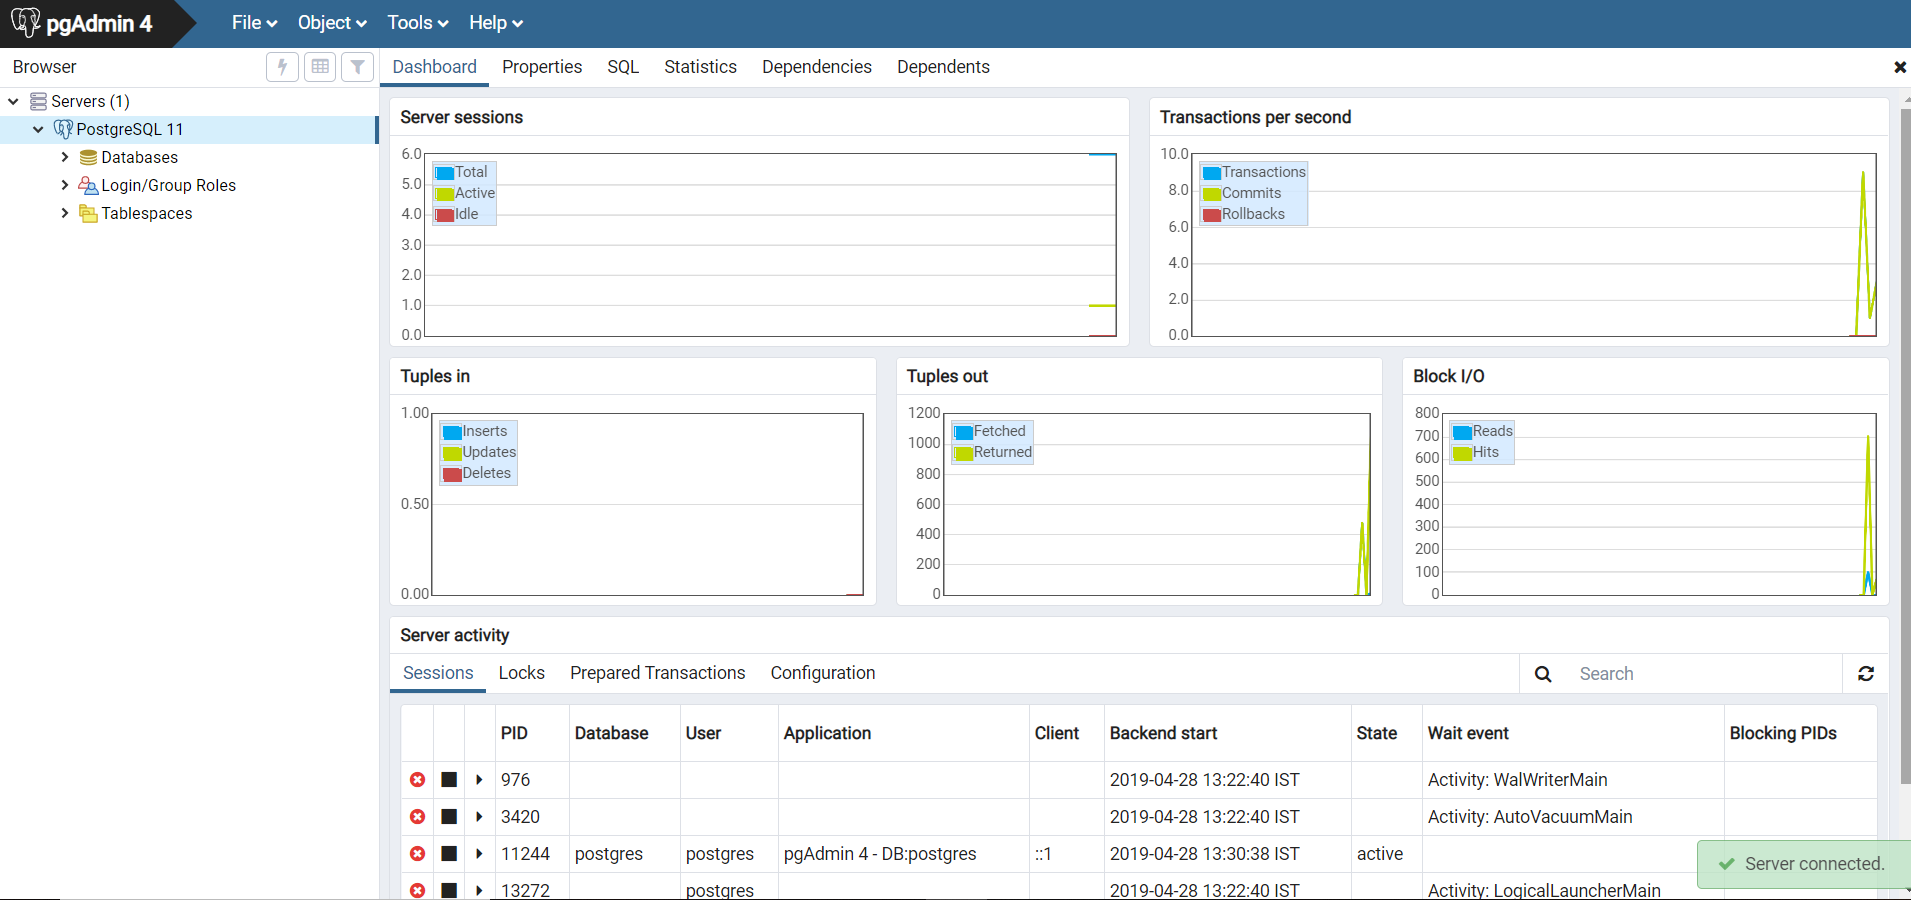 pgAdmin 4
File Object Tools Help
Browser
Dashboard Properties SQL Statistics Dependencies Dependents
Servers (1)
PostgreSQL 11
Databases
Login/Group Roles
Tablespaces
Server sessions
6.0
5.0
4.0
3.0
2.0
1.0
0.0
Total
Active
Idle
Transactions per second
10.0
8.0
6.0
4.0
2.0
0.0
Transactions
Commits
Rollbacks
Tuples in
1.00
0.50
0.00
Inserts
Updates
Deletes
Tuples out
1200
1000
800
600
400
200
0
Fetched
Returned
Block I/O
800
700
600
500
400
300
200
100
0
Reads
Hits
Server activity
Sessions Locks Prepared Transactions Configuration Search
PID Database User Application Client Backend start State Wait event Blocking PIDs
976 2019-04-28 13:22:40 IST Activity: WalWriterMain
3420 2019-04-28 13:22:40 IST Activity: AutoVacuumMain
11244 postgres postgres pgAdmin 4 - DB:postgres ::1 2019-04-28 13:30:38 IST active
13272 postgres 2019-04-28 13:22:40 IST Activity: LogicalLauncherMain
Server connected.